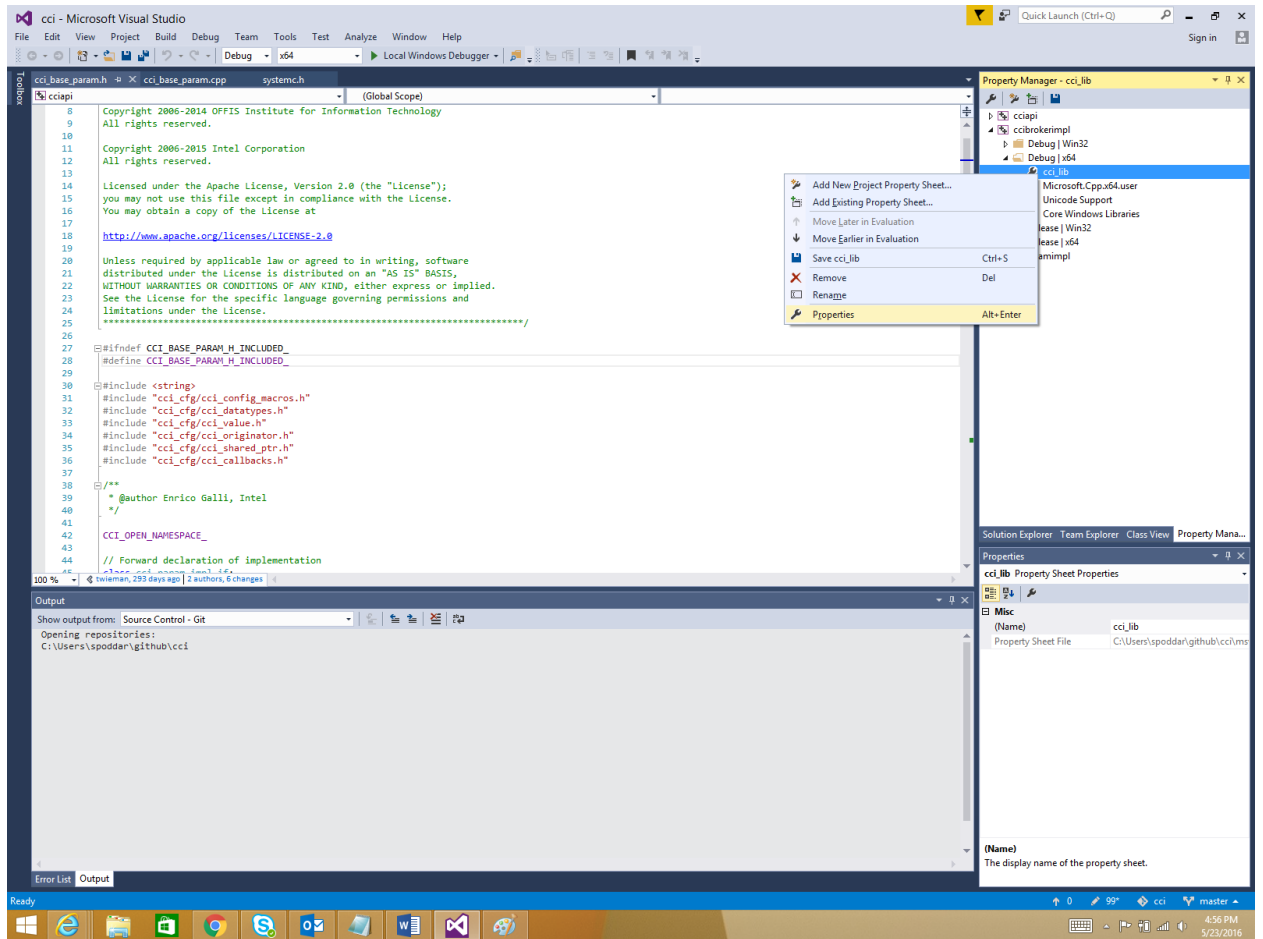 cci - Microsoft Visual Studio
Quick Launch (Ctrl+Q)
File Edit View Project Build Debug Team Tools Test Analyze Window Help
Sign in
Debug x64 Local Windows Debugger
Toolbox
cci_base_param.h cci_base_param.cpp systemc.h
cciapi (Global Scope)
8 Copyright 2006-2014 OFFIS Institute for Information Technology
9 All rights reserved.
10
11 Copyright 2006-2015 Intel Corporation
12 All rights reserved.
13
14 Licensed under the Apache License, Version 2.0 (the "License");
15 you may not use this file except in compliance with the License.
16 You may obtain a copy of the License at
17
18 http://www.apache.org/licenses/LICENSE-2.0
19
20 Unless required by applicable law or agreed to in writing, software
21 distributed under the License is distributed on an "AS IS" BASIS,
22 WITHOUT WARRANTIES OR CONDITIONS OF ANY KIND, either express or implied.
23 See the License for the specific language governing permissions and
24 limitations under the License.
25 *****************************************************************************/
26
27 #ifndef CCI_BASE_PARAM_H_INCLUDED_
28 #define CCI_BASE_PARAM_H_INCLUDED_
29
30 #include <string>
31 #include "cci_cfg/cci_config_macros.h"
32 #include "cci_cfg/cci_datatypes.h"
33 #include "cci_cfg/cci_value.h"
34 #include "cci_cfg/cci_originator.h"
35 #include "cci_cfg/cci_shared_ptr.h"
36 #include "cci_cfg/cci_callbacks.h"
37
38 /**
39 * @author Enrico Galli, Intel
40 */
41
42 CCI_OPEN_NAMESPACE_
43
44 // Forward declaration of implementation
45 class cci_param_impl_if;
100 % twieman, 293 days ago | 2 authors, 6 changes
Add New Project Property Sheet...
Add Existing Property Sheet...
Move Later in Evaluation
Move Earlier in Evaluation
Save cci_lib Ctrl+S
Remove Del
Rename
Properties Alt+Enter
Property Manager - cci_lib
cciapi
ccibrokerimpl
Debug | Win32
Debug | x64
cci_lib
Microsoft.Cpp.x64.user
Unicode Support
Core Windows Libraries
lease | Win32
lease | x64
amimpl
Solution Explorer Team Explorer Class View Property Mana...
Properties
cci_lib Property Sheet Properties
Misc
(Name) cci_lib
Property Sheet File C:\Users\spoddar\github\cci\ms
(Name)
The display name of the property sheet.
Output
Show output from: Source Control - Git
Opening repositories:
C:\Users\spoddar\github\cci
Error List Output
Ready
0 99* cci master
4:56 PM
5/23/2016